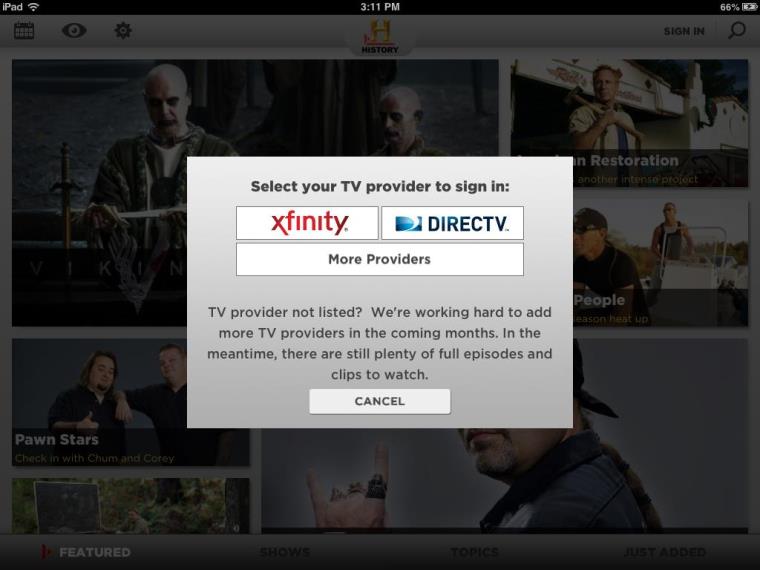 iPad 3:11 PM 66%
H
HISTORY
SIGN IN
Restoration
another intense project
VIKIN
People
eason heat up
Select your TV provider to sign in:
xfinity DIRECTV
More Providers
TV provider not listed? We're working hard to add
more TV providers in the coming months. In the
meantime, there are still plenty of full episodes and
clips to watch.
CANCEL
Pawn Stars
Check in with Chum and Corey
FEATURED SHOWS TOPICS JUST ADDED